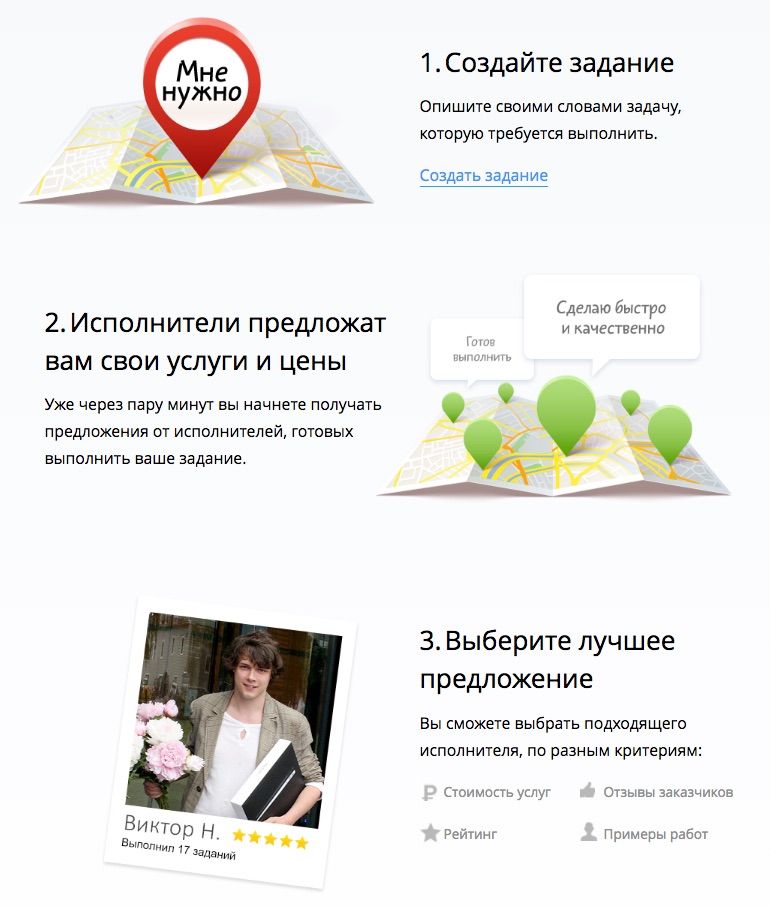 Мне
нужно
1. Создайте задание
Опишите своими словами задачу,
которую требуется выполнить.
Создать задание
2. Исполнители предложат
вам свои услуги и цены
Уже через пару минут вы начнете получать
предложения от исполнителей, готовых
выполнить ваше задание.
Готов
выполнить
Сделаю быстро
и качественно
Виктор Н.
Выполнил 17 заданий
3. Выберите лучшее
предложение
Вы сможете выбрать подходящего
исполнителя, по разным критериям:
Стоимость услуг
Отзывы заказчиков
Рейтинг
Примеры работ